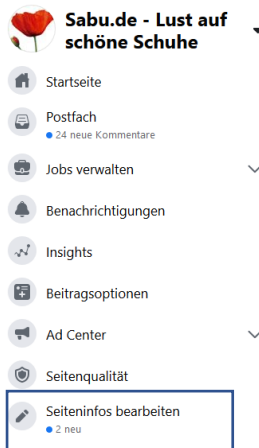 Sabu.de - Lust auf
schöne Schuhe
Startseite
Postfach
24 neue Kommentare
Jobs verwalten
Benachrichtigungen
Insights
Beitragsoptionen
Ad Center
Seitenqualität
Seiteninfos bearbeiten
2 neu